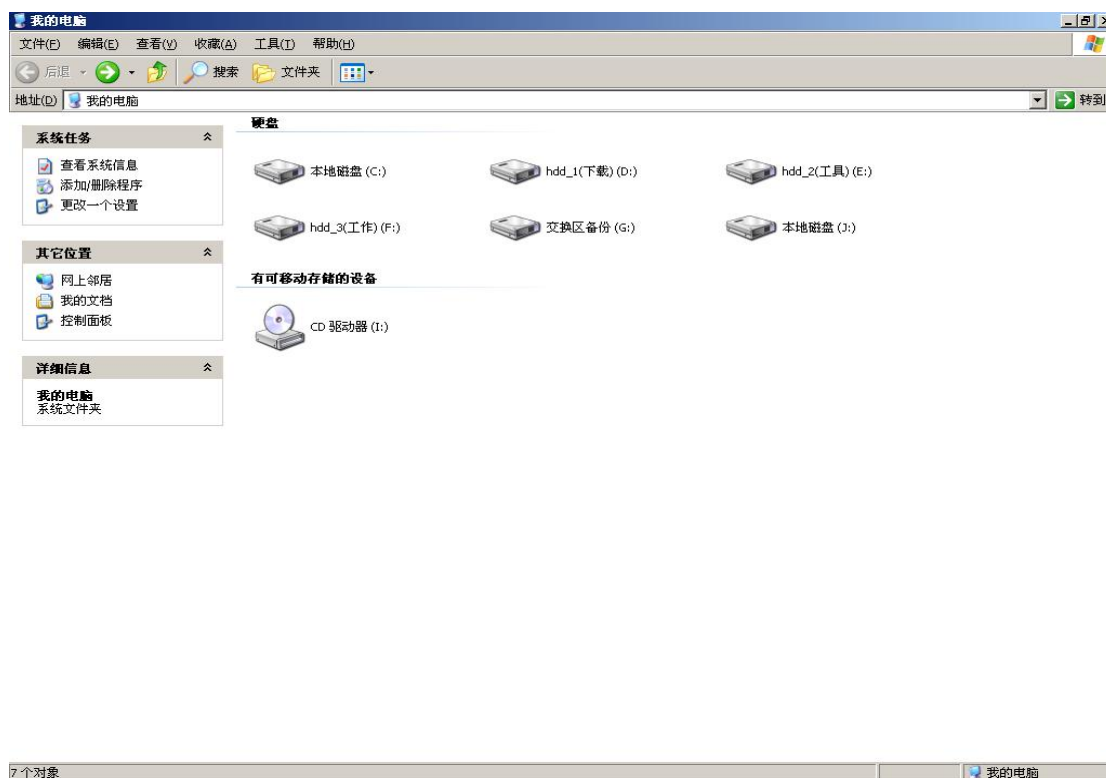 我的电脑
文件(F) 编辑(E) 查看(V) 收藏(A) 工具(T) 帮助(H)
后退 搜索 文件夹
地址(D) 我的电脑 转到
系统任务
查看系统信息
添加/删除程序
更改一个设置
其它位置
网上邻居
我的文档
控制面板
详细信息
我的电脑
系统文件夹
硬盘
本地磁盘 (C:) hdd_1(下载) (D:) hdd_2(工具) (E:)
hdd_3(工作) (F:) 交换区备份 (G:) 本地磁盘 (J:)
有可移动存储的设备
CD 驱动器 (I:)
7 个对象 我的电脑